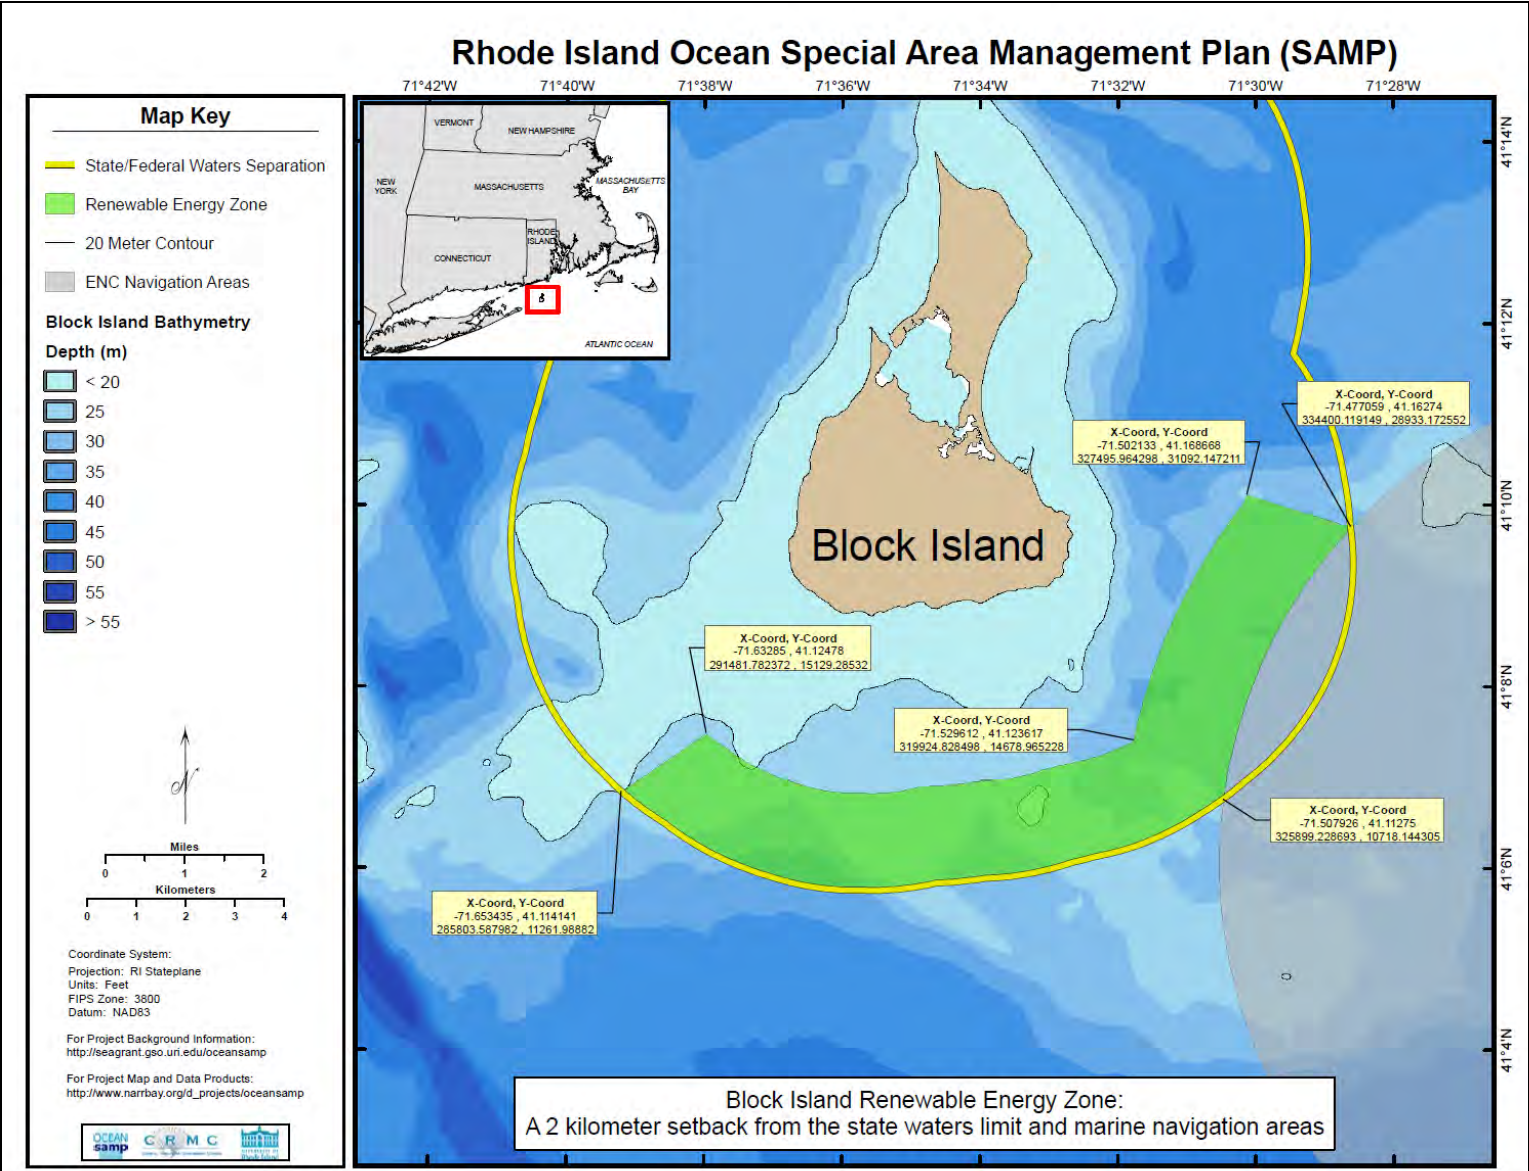 Rhode Island Ocean Special Area Management Plan (SAMP)
Map Key
State/Federal Waters Separation
Renewable Energy Zone
20 Meter Contour
ENC Navigation Areas
Block Island Bathymetry
Depth (m)
< 20
25
30
35
40
45
50
55
> 55
N
Miles
0 1 2
Kilometers
0 1 2 3 4
Coordinate System:
Projection: RI Stateplane
Units: Feet
FIPS Zone: 3800
Datum: NAD83
For Project Background Information:
http://seagrant.gso.uri.edu/oceansamp
For Project Map and Data Products:
http://www.narrbay.org/d_projects/oceansamp
OCEAN
samp
CRMC
71°42'W 71°40'W 71°38'W 71°36'W 71°34'W 71°32'W 71°30'W 71°28'W
VERMONT
NEW HAMPSHIRE
NEW
YORK
MASSACHUSETTS
MASSACHUSETTS
BAY
RHODE
ISLAND
CONNECTICUT
ATLANTIC OCEAN
41°14'N
41°12'N
41°10'N
41°8'N
41°6'N
41°4'N
X-Coord, Y-Coord
-71.477059 , 41.16274
334400.119149 , 28933.172552
X-Coord, Y-Coord
-71.502133 , 41.168668
327495.964298 , 31092.147211
Block Island
X-Coord, Y-Coord
-71.63285 , 41.12478
291481.782372 , 15129.28532
X-Coord, Y-Coord
-71.529612 , 41.123617
319924.828498 , 14678.965228
X-Coord, Y-Coord
-71.507926 , 41.11275
325899.228693 , 10718.144305
X-Coord, Y-Coord
-71.653435 , 41.114141
285803.587982 , 11261.98882
Block Island Renewable Energy Zone:
A 2 kilometer setback from the state waters limit and marine navigation areas